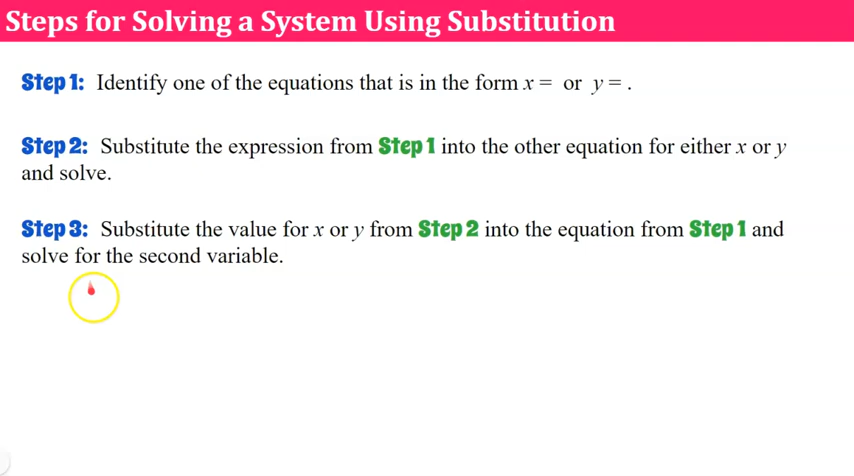 Steps for Solving a System Using Substitution
Step 1: Identify one of the equations that is in the form x = or y = .
Step 2: Substitute the expression from Step 1 into the other equation for either x or y
and solve.
Step 3: Substitute the value for x or y from Step 2 into the equation from Step 1 and
solve for the second variable.